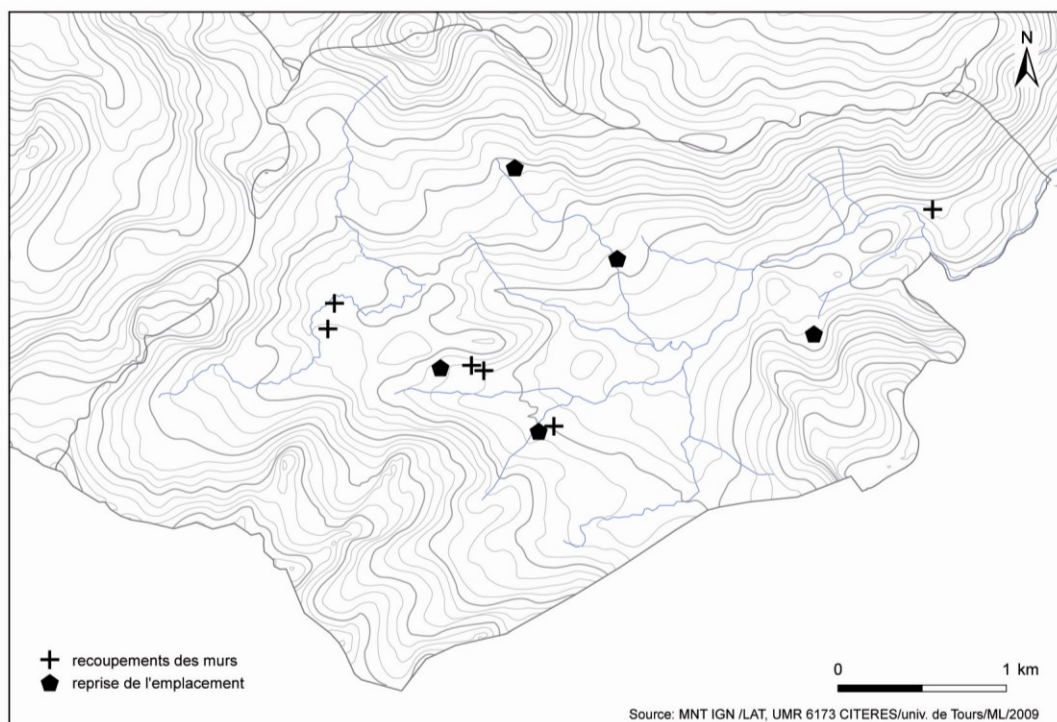 N
recoupements des murs
reprise de l'emplacement
0 1 km
Source: MNT IGN /LAT, UMR 6173 CITERES/univ. de Tours/ML/2009